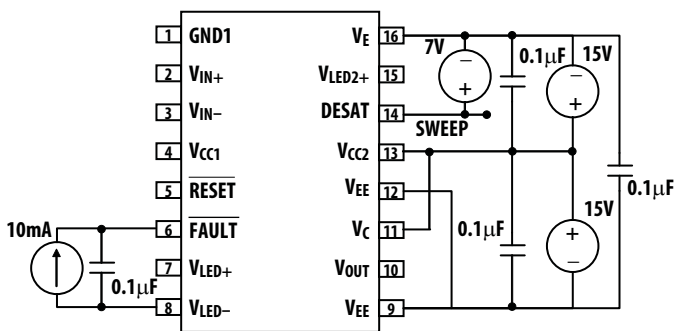 1 GND1 VE 16
7V
0.1μF
15V
2 VIN+ VLED2+ 15
3 VIN− DESAT 14
SWEEP
4 VCC1 VCC2 13
5 RESET VEE 12
0.1μF
10mA
6 FAULT VC 11
0.1μF
15V
7 VLED+ VOUT 10
0.1μF
8 VLED− VEE 9